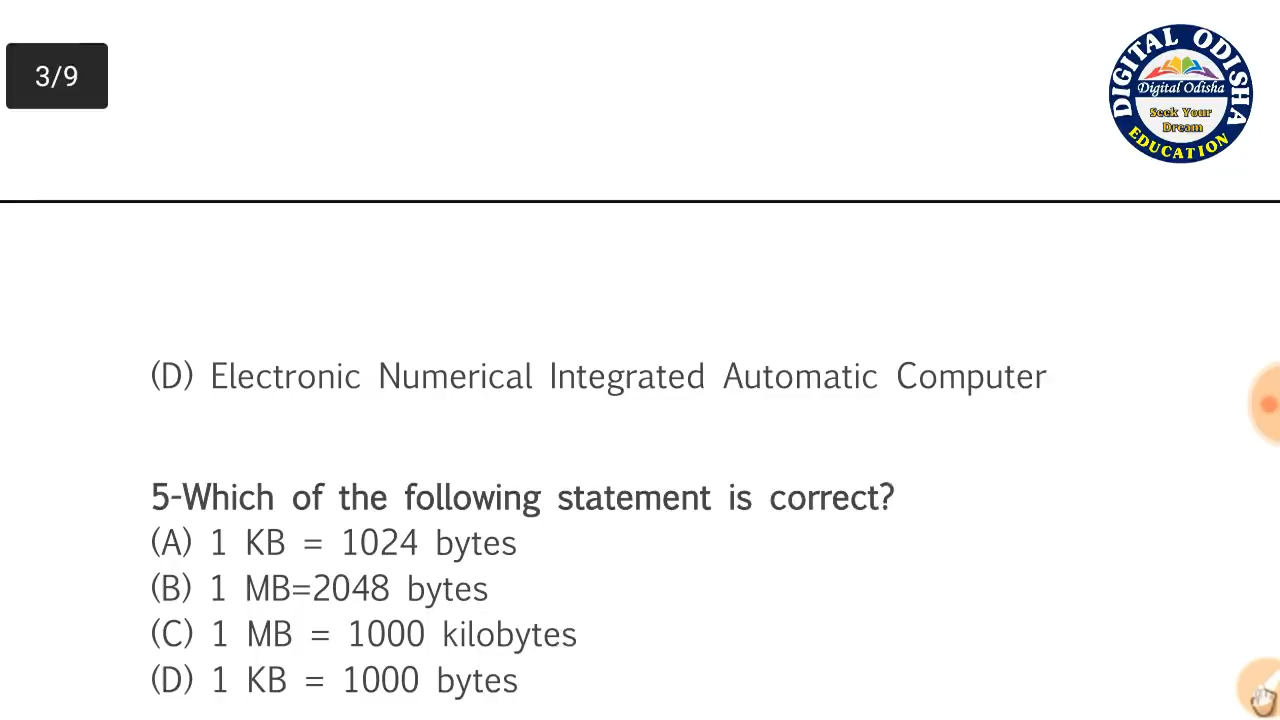 3/9
DIGITAL ODISHA
Digital Odisha
Seek Your
Dream
EDUCATION
(D) Electronic Numerical Integrated Automatic Computer
5-Which of the following statement is correct?
(A) 1 KB = 1024 bytes
(B) 1 MB=2048 bytes
(C) 1 MB = 1000 kilobytes
(D) 1 KB = 1000 bytes